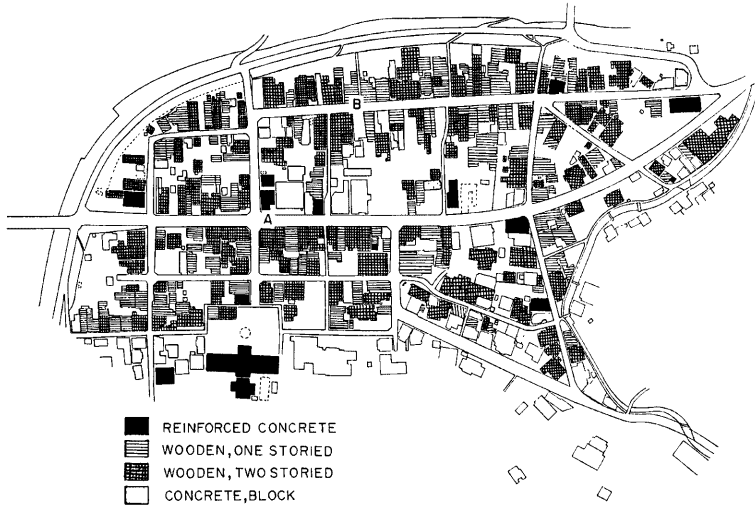 B
A
REINFORCED CONCRETE
WOODEN, ONE STORIED
WOODEN, TWO STORIED
CONCRETE, BLOCK